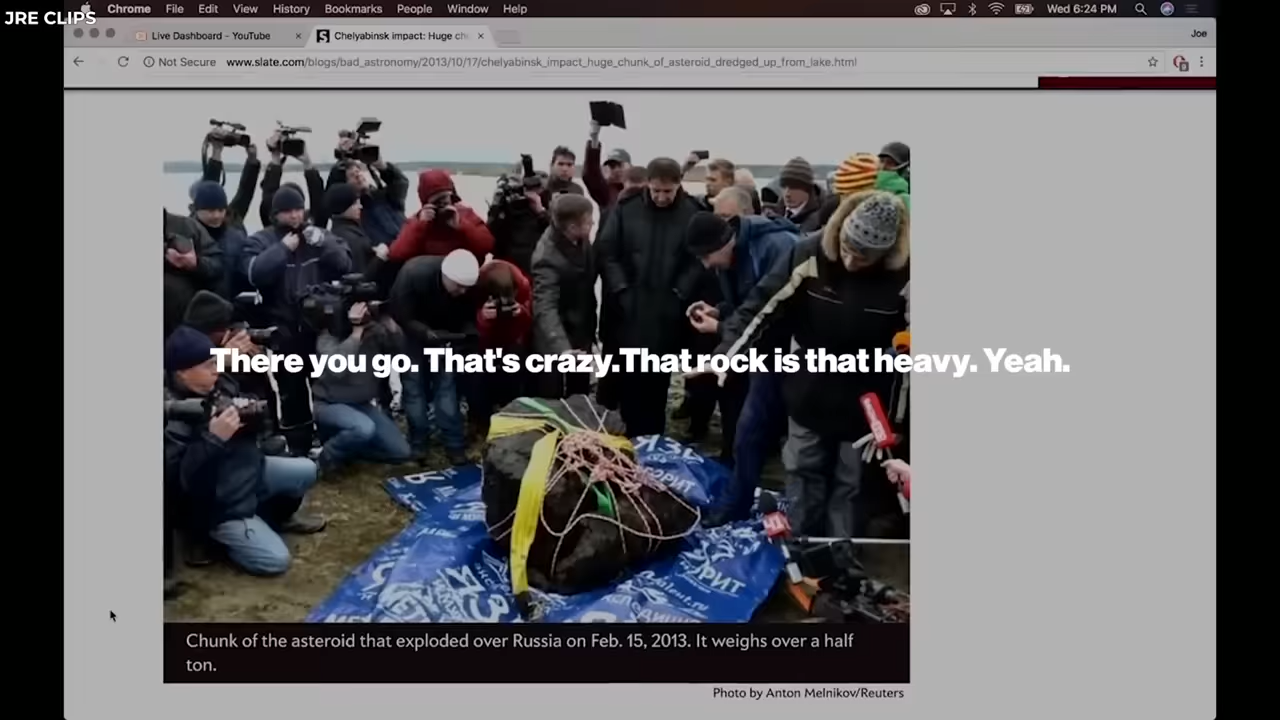 JRE CLIPS
Chrome File Edit View History Bookmarks People Window Help
Wed 6:24 PM
Live Dashboard - YouTube
Chelyabinsk impact: Huge ch
Joe
Not Secure
www.slate.com/blogs/bad_astronomy/2013/10/17/chelyabinsk_impact_huge_chunk_of_asteroid_dredged_up_from_lake.html
There you go. That's crazy.That rock is that heavy. Yeah.
Chunk of the asteroid that exploded over Russia on Feb. 15, 2013. It weighs over a half
ton.
Photo by Anton Melnikov/Reuters